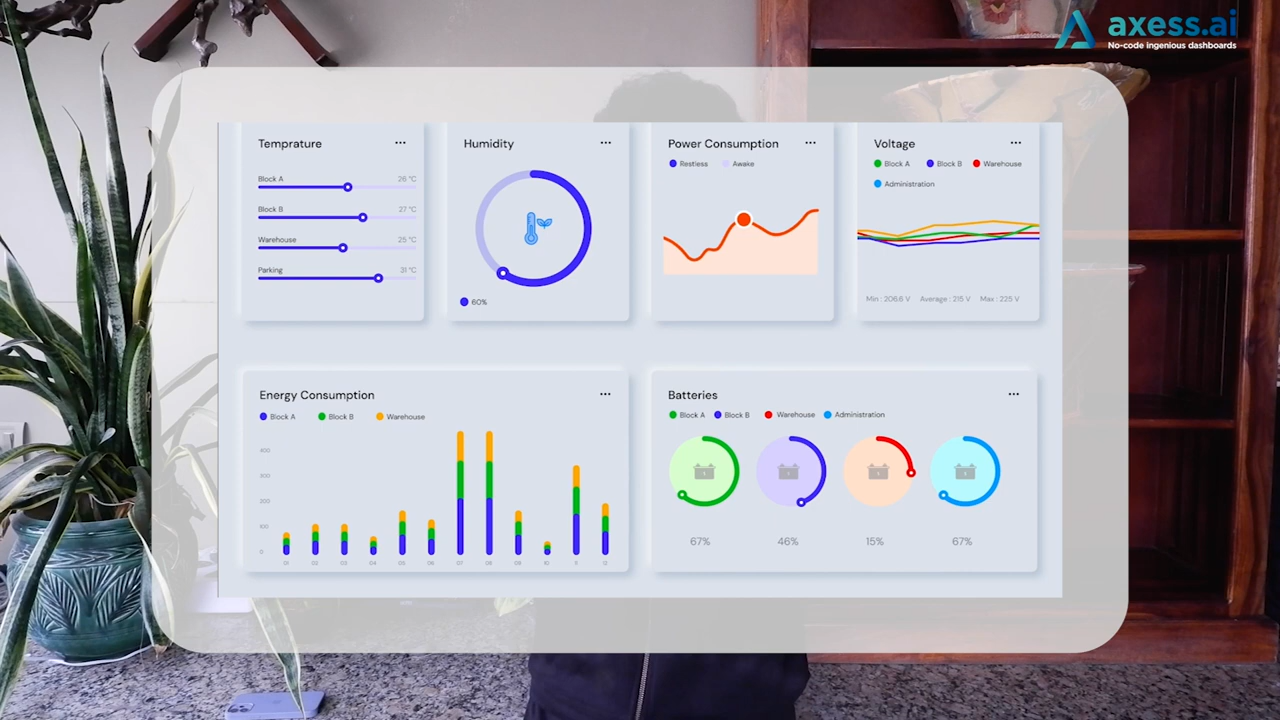 axess.ai
No-code ingenious dashboards
Temprature
Block A 26 °C
Block B 27 °C
Warehouse 25 °C
Parking 31 °C
Humidity
60%
Power Consumption
Restless Awake
Voltage
Block A Block B Warehouse
Administration
Min : 206.6 V Average : 215 V Max : 225 V
Energy Consumption
Block A Block B Warehouse
400
300
200
100
0
01 02 03 04 05 06 07 08 09 10 11 12
Batteries
Block A Block B Warehouse Administration
67% 46% 15% 67%